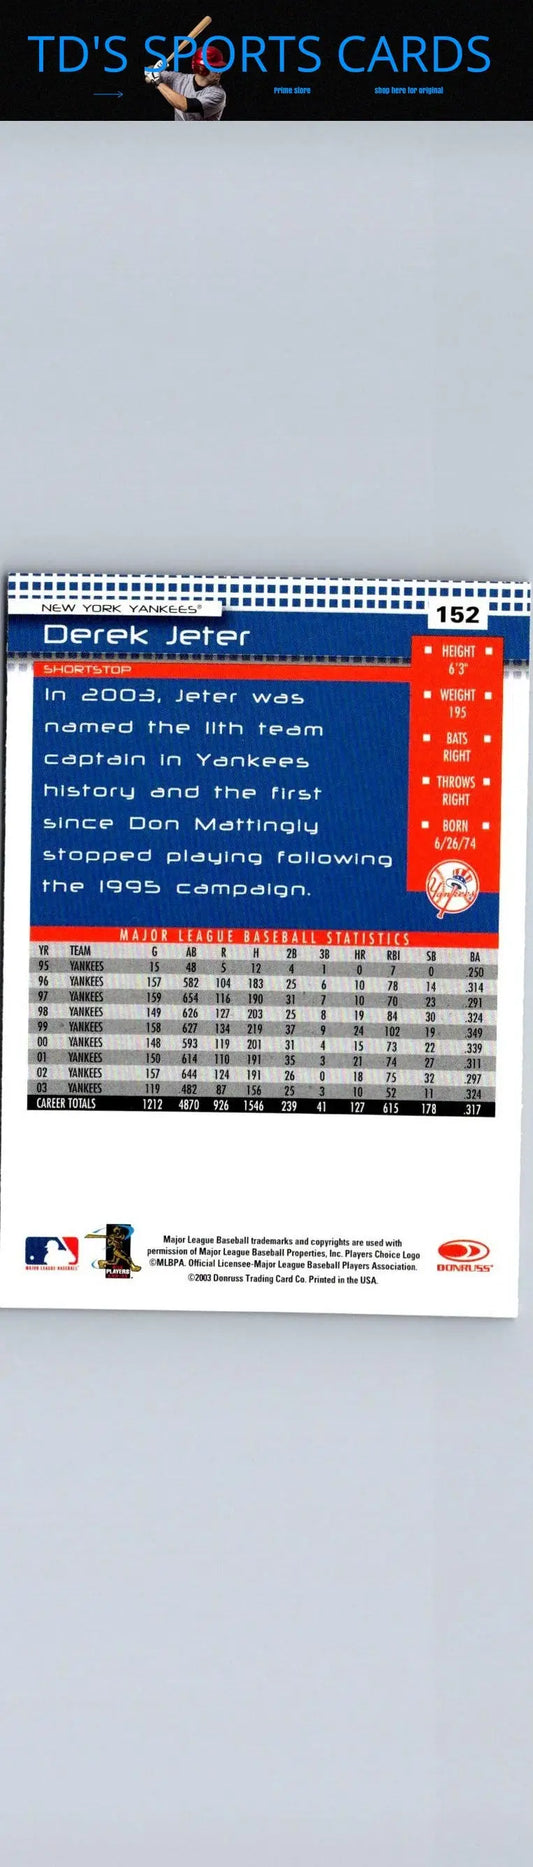 TD'S SPORTS CARDS
Prime store
shop here for original
NEW YORK YANKEES®
152
Derek Jeter
SHORTSTOP
HEIGHT
6'3"
WEIGHT
195
BATS
RIGHT
THROWS
RIGHT
BORN
6/26/74
Yankees
In 2003, Jeter was
named the 11th team
captain in Yankees
history and the first
since Don Mattingly
stopped playing following
the 1995 campaign.
MAJOR LEAGUE BASEBALL STATISTICS
YR TEAM G AB R H 2B 3B HR RBI SB BA
95 YANKEES 15 48 5 12 4 1 0 7 0 .250
96 YANKEES 157 582 104 183 25 6 10 78 14 .314
97 YANKEES 159 654 116 190 31 7 10 70 23 .291
98 YANKEES 149 626 127 203 25 8 19 84 30 .324
99 YANKEES 158 627 134 219 37 9 24 102 19 .349
00 YANKEES 148 593 119 201 31 4 15 73 22 .339
01 YANKEES 150 614 110 191 35 3 21 74 27 .311
02 YANKEES 157 644 124 191 26 0 18 75 32 .297
03 YANKEES 119 482 87 156 25 3 10 52 11 .324
CAREER TOTALS 1212 4870 926 1546 239 41 127 615 178 .317
Major League Baseball trademarks and copyrights are used with
permission of Major League Baseball Properties, Inc. Players Choice Logo
©MLBPA. Official Licensee-Major League Baseball Players Association.
©2003 Donruss Trading Card Co. Printed in the USA.
MAJOR LEAGUE BASEBALL
PLAYERS
DONRUSS